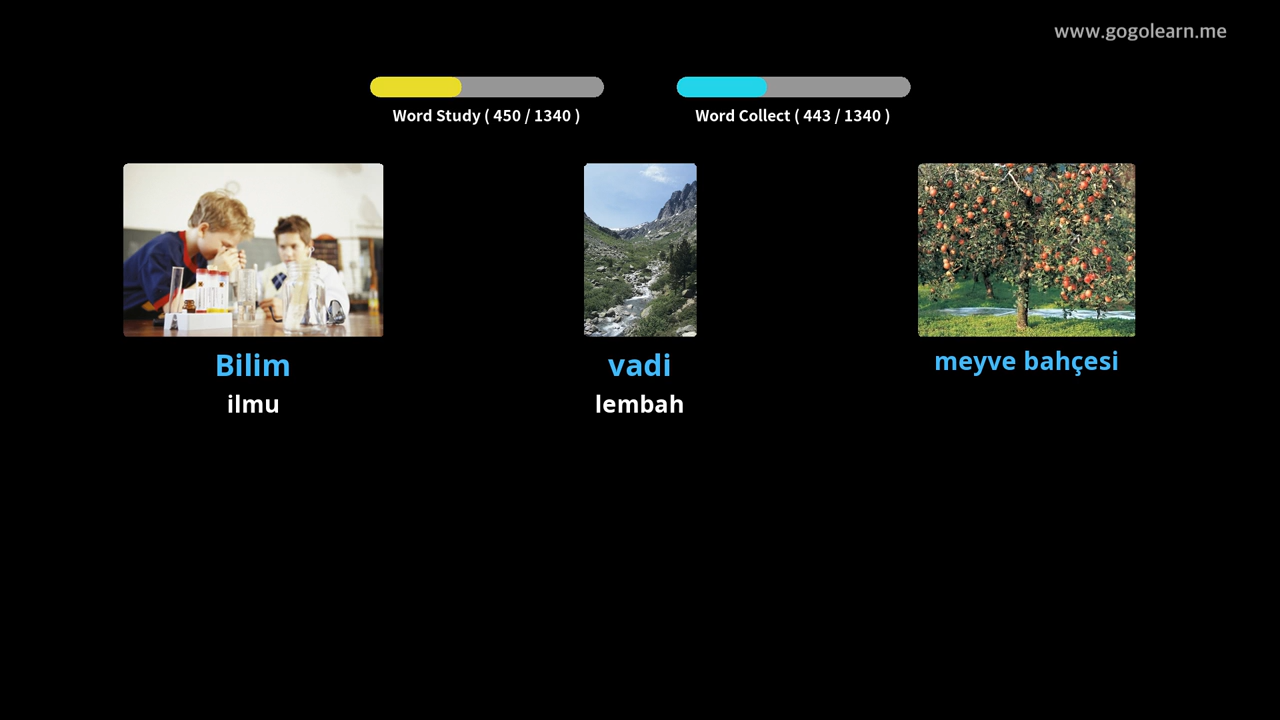 www.gogolearn.me
Word Study ( 450 / 1340 )
Word Collect ( 443 / 1340 )
Bilim
ilmu
vadi
lembah
meyve bahçesi